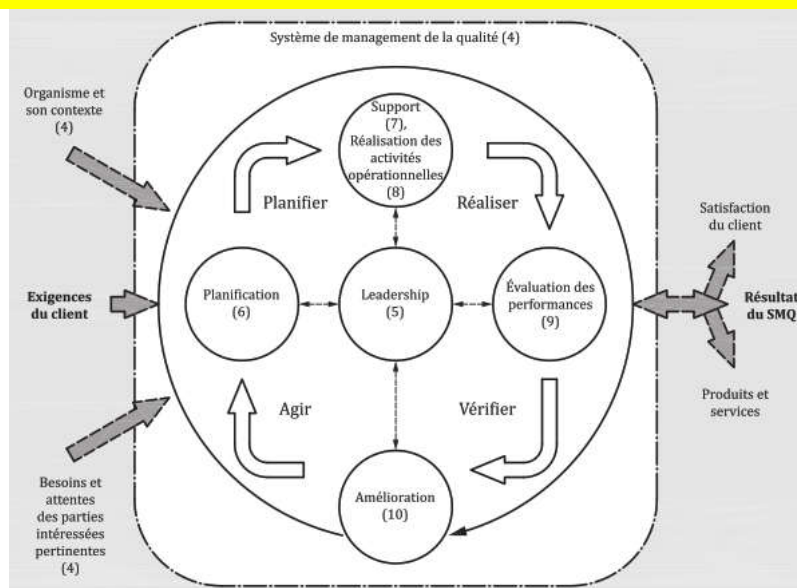 Système de management de la qualité (4)
Organisme et
son contexte
(4)
Support
(7),
Réalisation des
activités
opérationnelles
(8)
Planifier
Réaliser
Satisfaction
du client
Exigences
du client
Planification
(6)
Leadership
(5)
Évaluation des
performances
(9)
Résultat
du SMQ
Agir
Vérifier
Produits et
services
Besoins et
attentes
des parties
intéressées
pertinentes
(4)
Amélioration
(10)